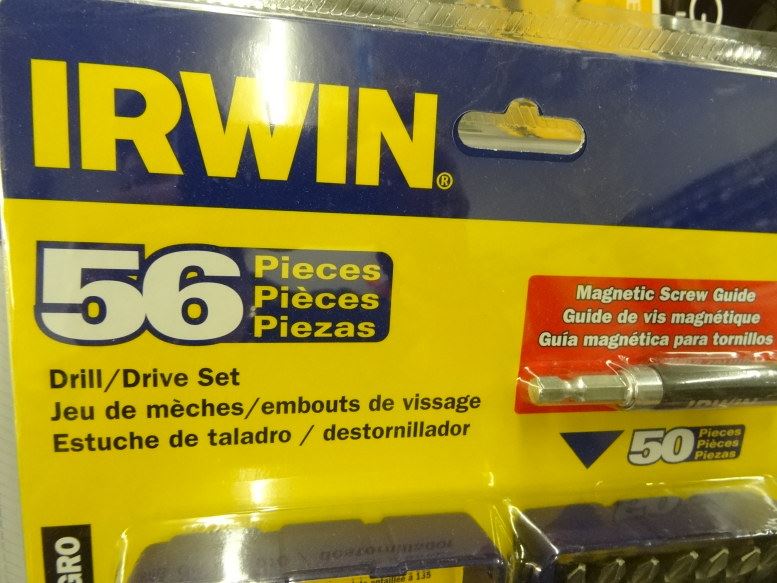 IRWIN®
56 Pieces
Pièces
Piezas
Drill/Drive Set
Jeu de mèches/embouts de vissage
Estuche de taladro / destornillador
Magnetic Screw Guide
Guide de vis magnétique
Guía magnética para tornillos
IRWIN
50 Pieces
Pièces
Piezas
GRO